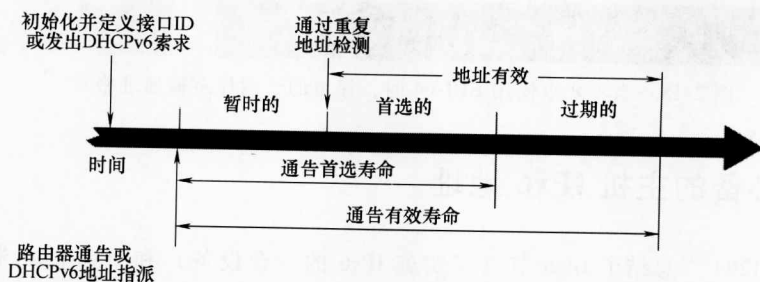 初始化并定义接口ID
或发出DHCPv6索求
通过重复
地址检测
地址有效
暂时的
首选的
过期的
时间
通告首选寿命
通告有效寿命
路由器通告或
DHCPv6地址指派